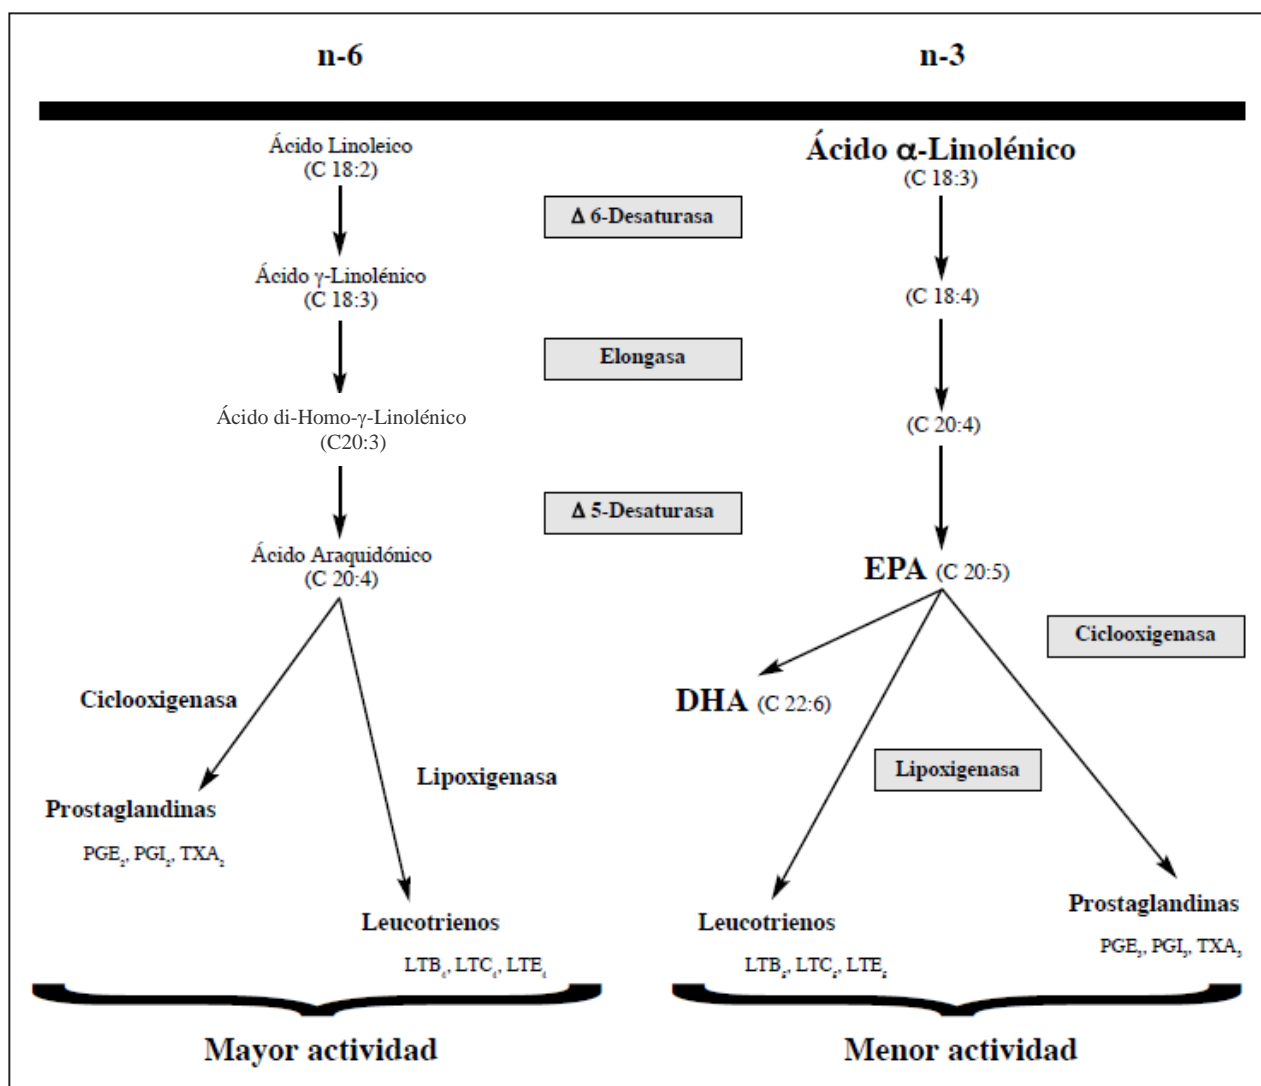 n-6
n-3
Ácido Linoleico
(C 18:2)
Ácido α-Linolénico
(C 18:3)
Δ 6-Desaturasa
Ácido γ-Linolénico
(C 18:3)
(C 18:4)
Elongasa
Ácido di-Homo-γ-Linolénico
(C20:3)
(C 20:4)
Δ 5-Desaturasa
Ácido Araquidónico
(C 20:4)
EPA (C 20:5)
Ciclooxigenasa
DHA (C 22:6)
Ciclooxigenasa
Lipoxigenasa
Lipoxigenasa
Prostaglandinas
PGE₂, PGI₂, TXA₂
Leucotrienos
LTB₄, LTC₄, LTE₄
Leucotrienos
LTB₅, LTC₅, LTE₅
Prostaglandinas
PGE₃, PGI₃, TXA₃
Mayor actividad
Menor actividad